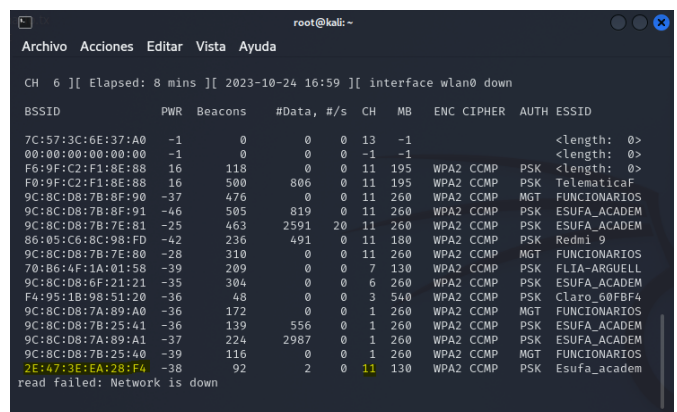 root@kali: ~
Archivo Acciones Editar Vista Ayuda
CH 6 ][ Elapsed: 8 mins ][ 2023-10-24 16:59 ][ interface wlan0 down
BSSID PWR Beacons #Data, #/s CH MB ENC CIPHER AUTH ESSID
7C:57:3C:6E:37:A0 -1 0 0 0 13 -1 <length: 0>
00:00:00:00:00:00 -1 0 0 0 -1 -1 <length: 0>
F6:9F:C2:F1:8E:88 16 118 0 0 11 195 WPA2 CCMP PSK <length: 0>
F0:9F:C2:F1:8E:88 16 500 806 0 11 195 WPA2 CCMP PSK TelematicaF
9C:8C:D8:7B:8F:90 -37 476 0 0 11 260 WPA2 CCMP MGT FUNCIONARIOS
9C:8C:D8:7B:8F:91 -46 505 819 0 11 260 WPA2 CCMP PSK ESUFA_ACADEM
9C:8C:D8:7B:7E:81 -25 463 2591 20 11 260 WPA2 CCMP PSK ESUFA_ACADEM
86:05:C6:8C:98:FD -42 236 491 0 11 180 WPA2 CCMP PSK Redmi 9
9C:8C:D8:7B:7E:80 -28 310 0 0 11 260 WPA2 CCMP MGT FUNCIONARIOS
70:B6:4F:1A:01:58 -39 209 0 0 7 130 WPA2 CCMP PSK FLIA-ARGUELL
9C:8C:D8:6F:21:21 -35 304 0 0 6 260 WPA2 CCMP PSK ESUFA_ACADEM
F4:95:1B:98:51:20 -36 48 0 0 3 540 WPA2 CCMP PSK Claro_60FBF4
9C:8C:D8:7A:89:A0 -36 172 0 0 1 260 WPA2 CCMP MGT FUNCIONARIOS
9C:8C:D8:7B:25:41 -36 139 556 0 1 260 WPA2 CCMP PSK ESUFA_ACADEM
9C:8C:D8:7A:89:A1 -37 224 2987 0 1 260 WPA2 CCMP PSK ESUFA_ACADEM
9C:8C:D8:7B:25:40 -39 116 0 0 1 260 WPA2 CCMP MGT FUNCIONARIOS
2E:47:3E:EA:28:F4 -38 92 2 0 11 130 WPA2 CCMP PSK Esufa_academ
read failed: Network is down